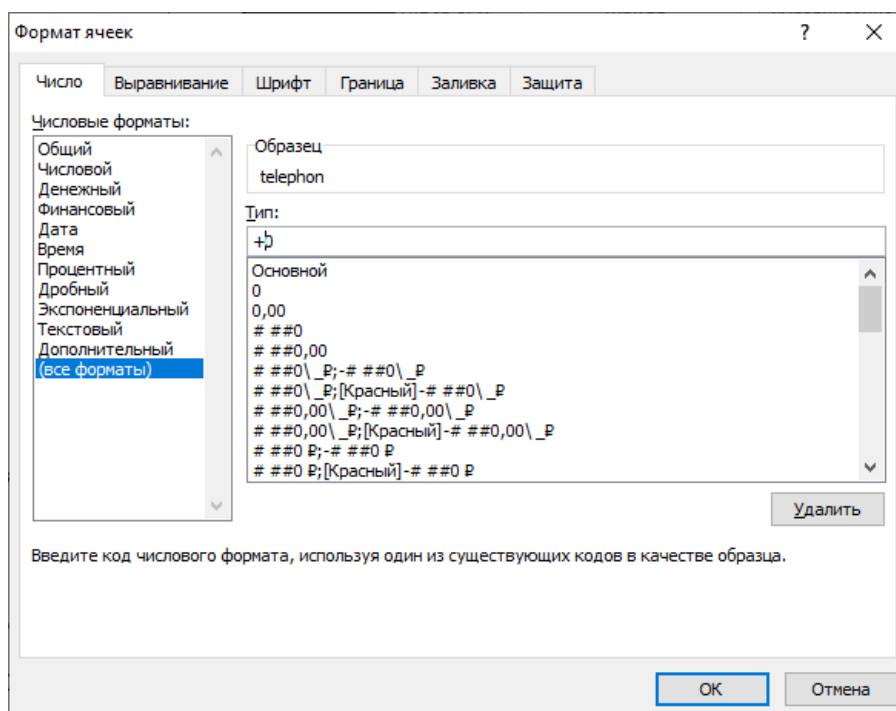 Формат ячеек
?
Число Выравнивание Шрифт Граница Заливка Защита
Числовые форматы:
Общий
Числовой
Денежный
Финансовый
Дата
Время
Процентный
Дробный
Экспоненциальный
Текстовый
Дополнительный
(все форматы)
Образец
telephon
Тип:
+0
Основной
0
0,00
# ##0
# ##0,00
# ##0\ _₽;-# ##0\ _₽
# ##0\ _₽;[Красный]-# ##0\ _₽
# ##0,00\ _₽;-# ##0,00\ _₽
# ##0,00\ _₽;[Красный]-# ##0,00\ _₽
# ##0 ₽;-# ##0 ₽
# ##0 ₽;[Красный]-# ##0 ₽
Удалить
Введите код числового формата, используя один из существующих кодов в качестве образца.
ОК Отмена